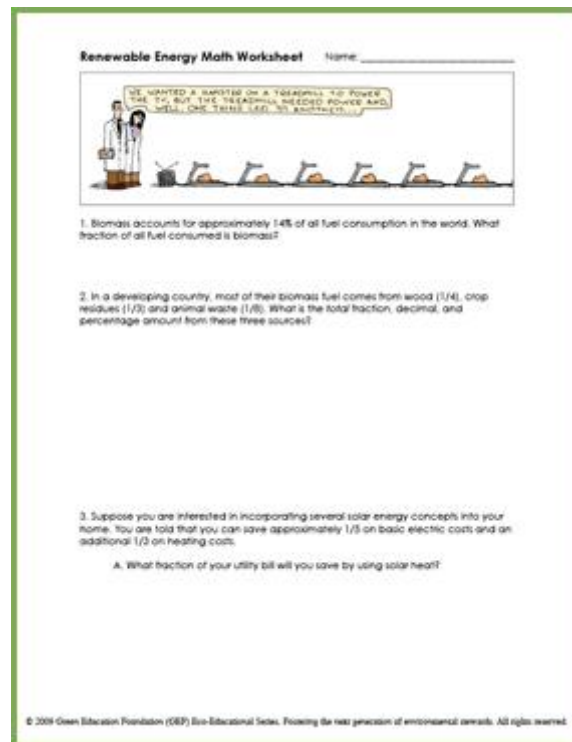 Renewable Energy Math Worksheet Name:
WE WANTED A HAMSTER ON A TREADMILL TO POWER
THE TV, BUT THE TREADMILL NEEDED POWER AND,
WELL, ONE THING LED TO ANOTHER...
1. Biomass accounts for approximately 14% of all fuel consumption in the world. What
fraction of all fuel consumed is biomass?
2. In a developing country, most of their biomass fuel comes from wood (1/4), crop
residues (1/3) and animal waste (1/8). What is the total fraction, decimal, and
percentage amount from these three sources?
3. Suppose you are interested in incorporating several solar energy concepts into your
home. You are told that you can save approximately 1/5 on basic electric costs and an
additional 1/3 on heating costs.
A. What fraction of your utility bill will you save by using solar heat?
© 2009 Green Education Foundation (GEF) Eco-Educational Series. Fostering the next generation of environmental stewards. All rights reserved.